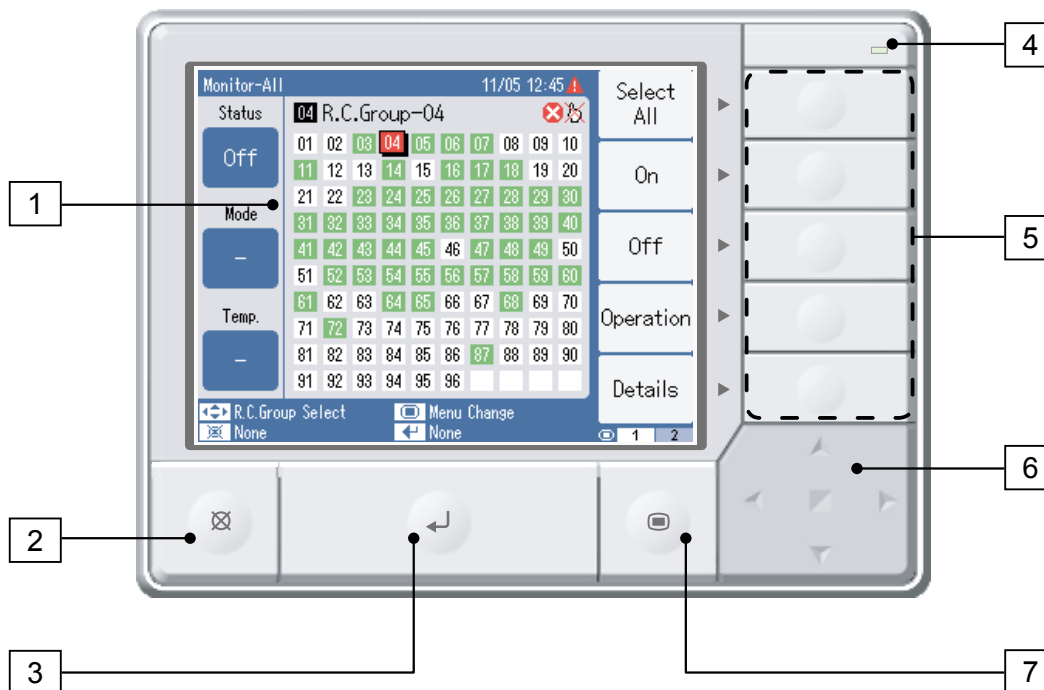 Monitor-All 11/05 12:45
Status
Off
Mode
–
Temp.
–
04 R.C.Group-04
01 02 03 04 05 06 07 08 09 10
11 12 13 14 15 16 17 18 19 20
21 22 23 24 25 26 27 28 29 30
31 32 33 34 35 36 37 38 39 40
41 42 43 44 45 46 47 48 49 50
51 52 53 54 55 56 57 58 59 60
61 62 63 64 65 66 67 68 69 70
71 72 73 74 75 76 77 78 79 80
81 82 83 84 85 86 87 88 89 90
91 92 93 94 95 96
Select
All
On
Off
Operation
Details
R.C.Group Select Menu Change
None None
1 2
1
2
3
4
5
6
7